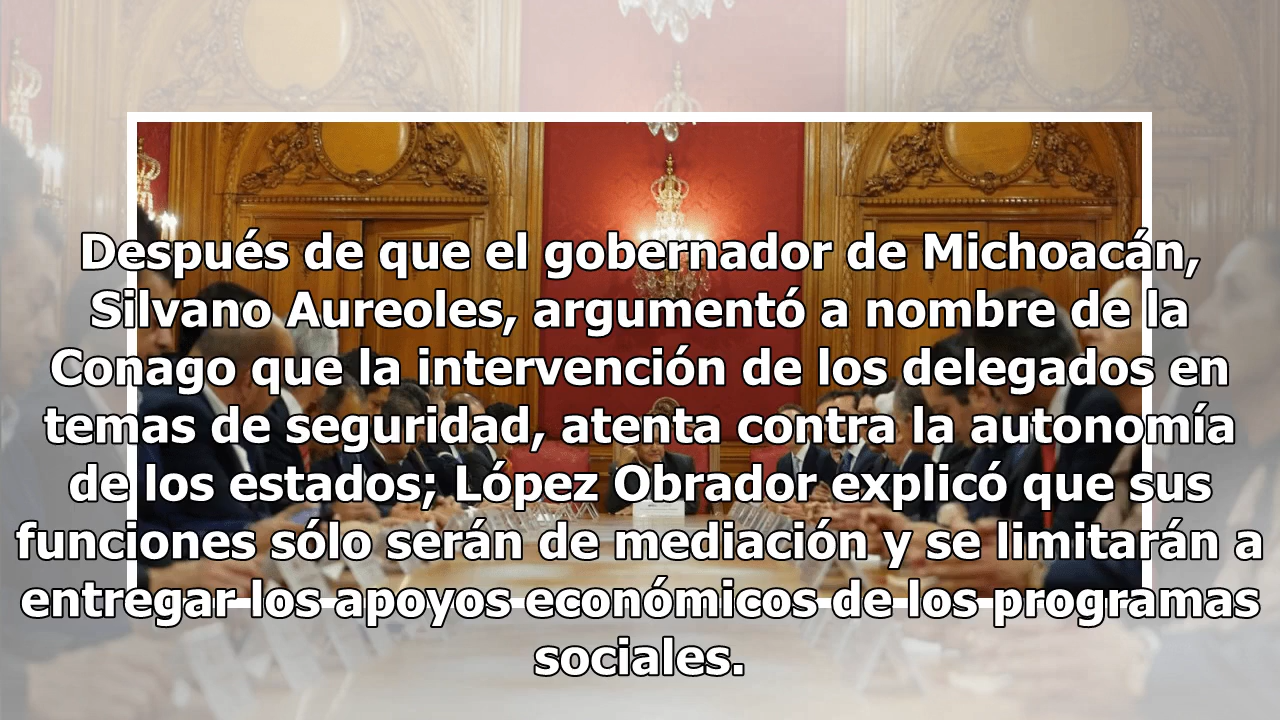 Después de que el gobernador de Michoacán,
Silvano Aureoles, argumentó a nombre de la
Conago que la intervención de los delegados en
temas de seguridad, atenta contra la autonomía
de los estados; López Obrador explicó que sus
funciones sólo serán de mediación y se limitarán a
entregar los apoyos económicos de los programas
sociales.